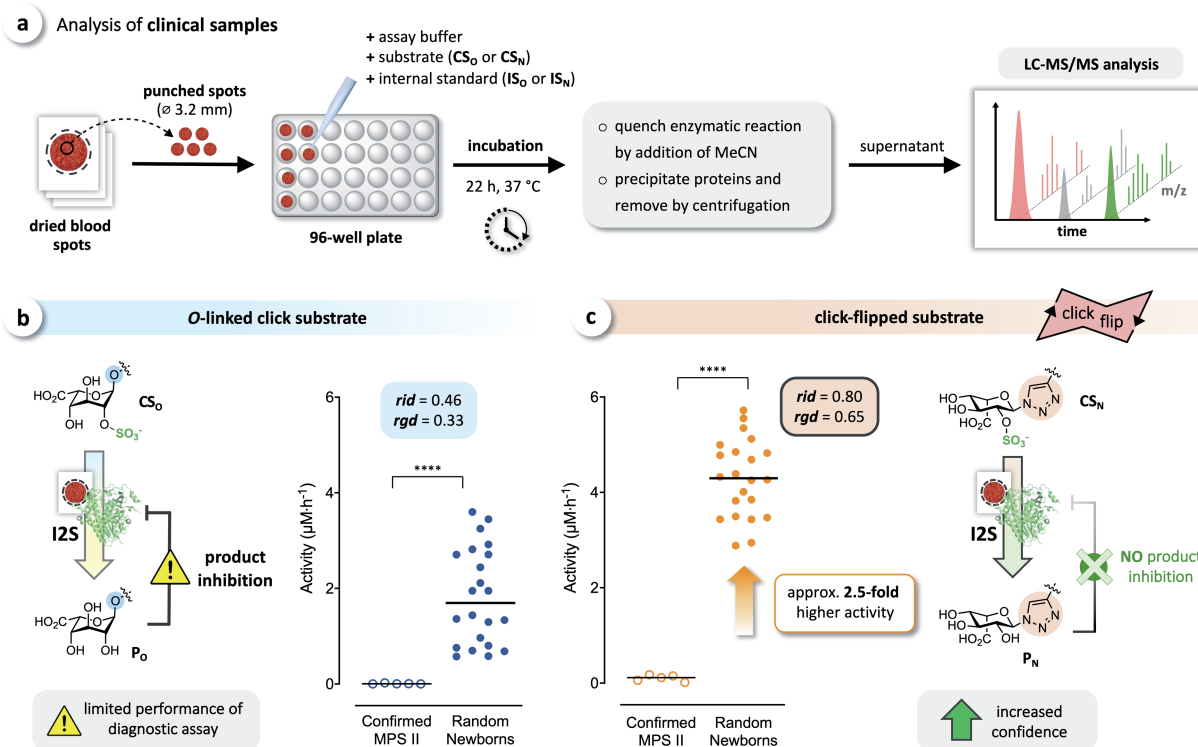 a
Analysis of clinical samples
+ assay buffer
+ substrate (CSO or CSN)
+ internal standard (ISO or ISN)
punched spots
(⌀ 3.2 mm)
dried blood
spots
96-well plate
incubation
22 h, 37 °C
○ quench enzymatic reaction
by addition of MeCN
○ precipitate proteins and
remove by centrifugation
supernatant
LC-MS/MS analysis
m/z
time
b
O-linked click substrate
HO2C
OH
O
OH
O
SO3-
CSO
I2S
product
inhibition
HO2C
OH
O
OH
OH
PO
limited performance of
diagnostic assay
rid = 0.46
rgd = 0.33
****
Activity (µM·h-1)
6
4
2
0
Confirmed
MPS II
Random
Newborns
c
click-flipped substrate
click
flip
****
rid = 0.80
rgd = 0.65
Activity (µM·h-1)
6
4
2
0
approx. 2.5-fold
higher activity
Confirmed
MPS II
Random
Newborns
HO
HO
HO2C
O
O
N
N
N
SO3-
CSN
I2S
NO product
inhibition
HO
HO
HO2C
O
OH
N
N
N
PN
increased
confidence